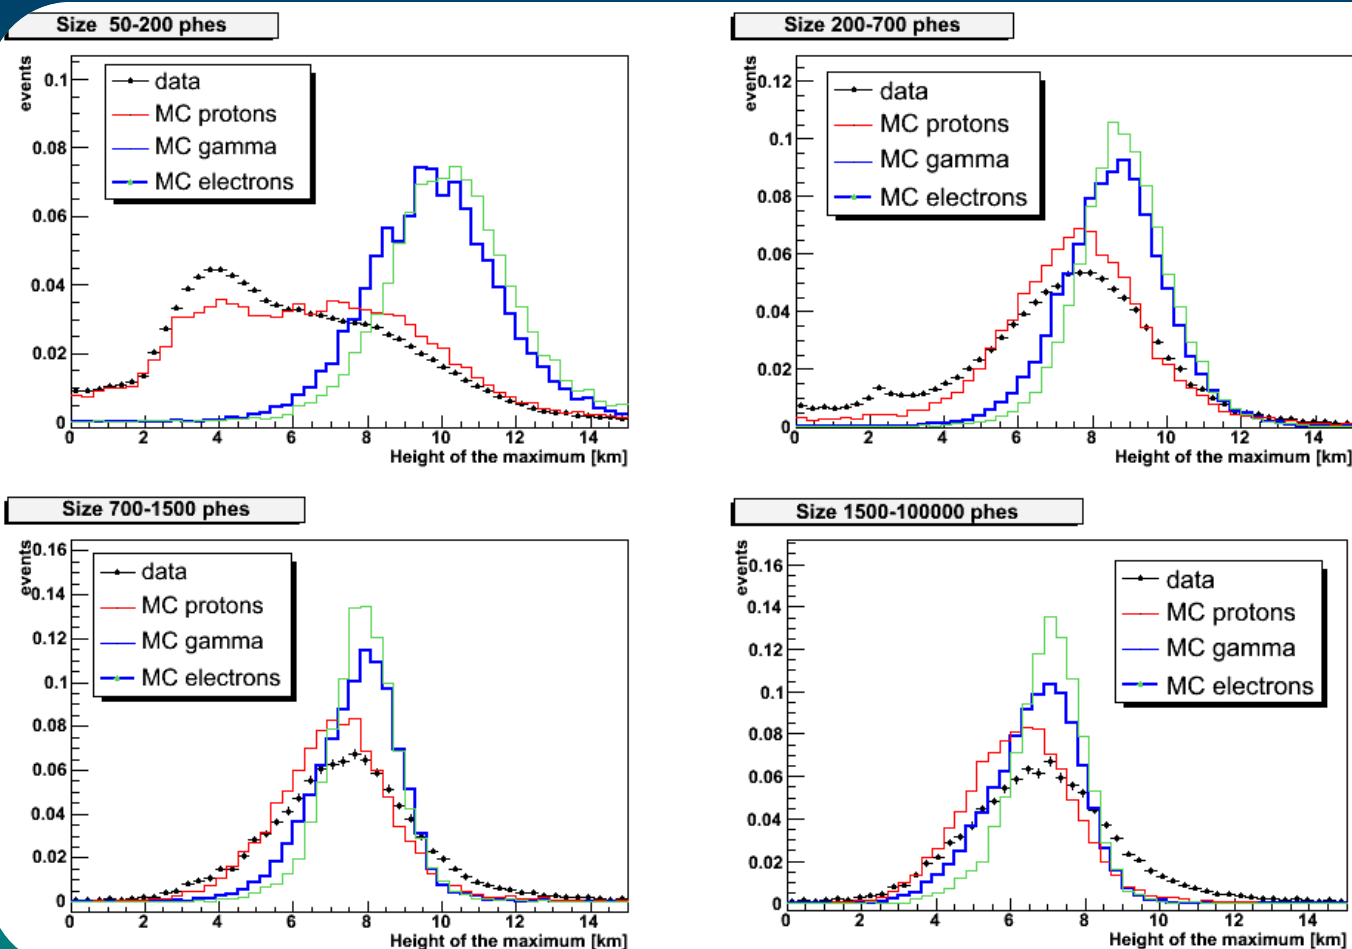 Size 50-200 phes
events
0.1
0.08
0.06
0.04
0.02
0
data
MC protons
MC gamma
MC electrons
0 2 4 6 8 10 12 14
Height of the maximum [km]
Size 200-700 phes
events
0.12
0.1
0.08
0.06
0.04
0.02
0
data
MC protons
MC gamma
MC electrons
0 2 4 6 8 10 12 14
Height of the maximum [km]
Size 700-1500 phes
events
0.16
0.14
0.12
0.1
0.08
0.06
0.04
0.02
0
data
MC protons
MC gamma
MC electrons
0 2 4 6 8 10 12 14
Height of the maximum [km]
Size 1500-100000 phes
events
0.16
0.14
0.12
0.1
0.08
0.06
0.04
0.02
0
data
MC protons
MC gamma
MC electrons
0 2 4 6 8 10 12 14
Height of the maximum [km]